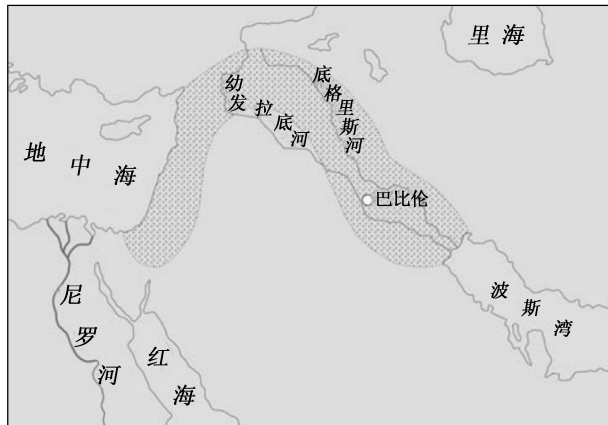 里海
幼发拉底河
底格里斯河
地中海
巴比伦
尼罗河
红海
波斯湾